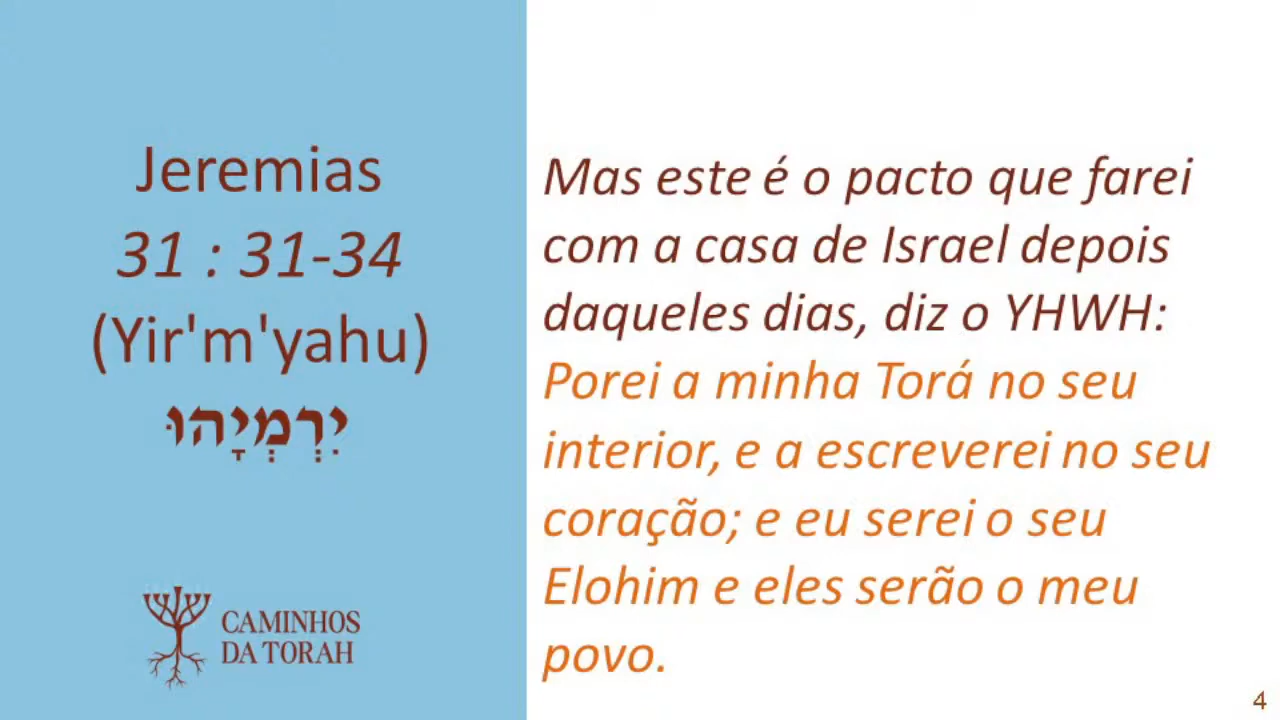 Jeremias
31 : 31-34
(Yir'm'yahu)
יִרְמְיָהוּ
CAMINHOS
DA TORAH
Mas este é o pacto que farei
com a casa de Israel depois
daqueles dias, diz o YHWH:
Porei a minha Torá no seu
interior, e a escreverei no seu
coração; e eu serei o seu
Elohim e eles serão o meu
povo.
4